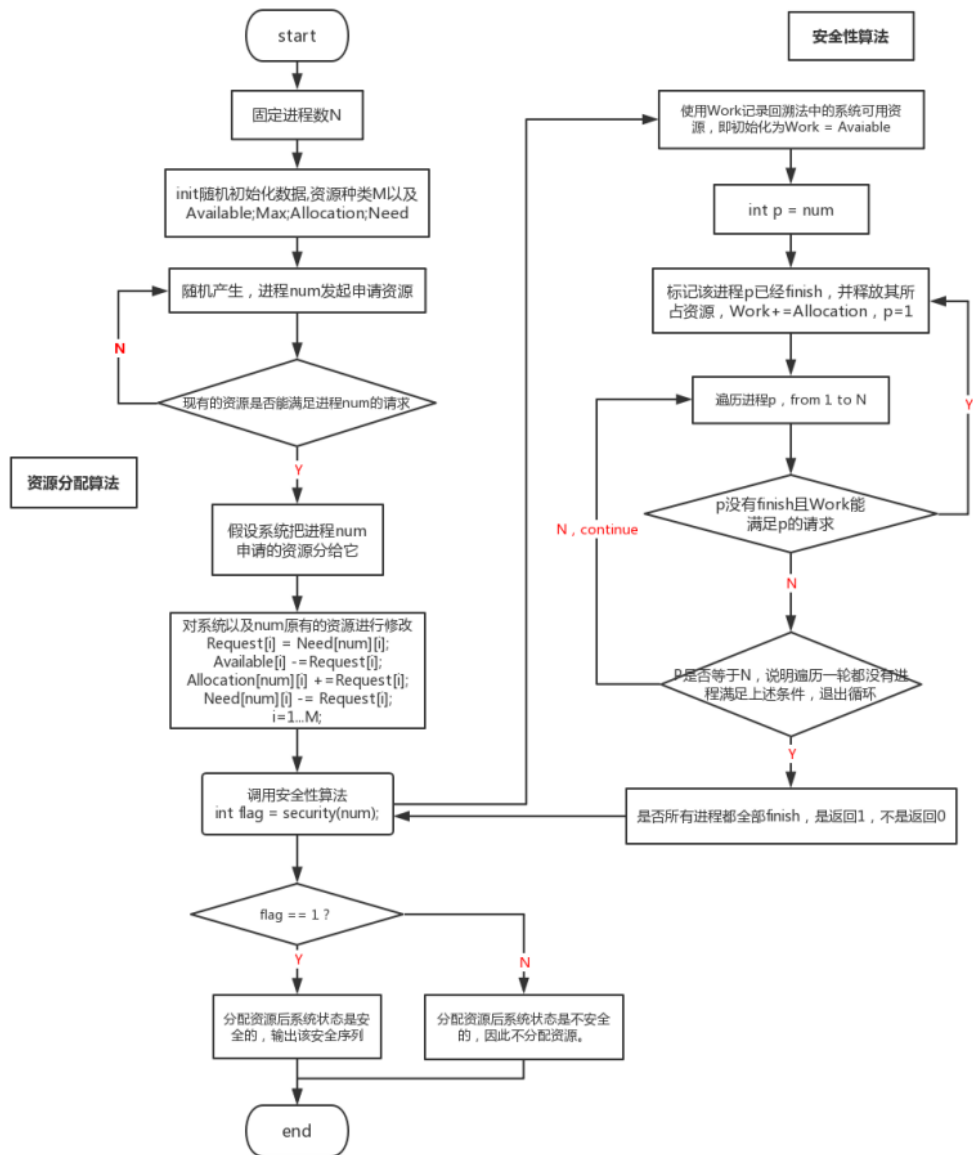 start
固定进程数N
init随机初始化数据,资源种类M以及
Available;Max;Allocation;Need
随机产生，进程num发起申请资源
N
现有的资源是否能满足进程num的请求
Y
资源分配算法
假设系统把进程num
申请的资源分给它
对系统以及num原有的资源进行修改
Request[i] = Need[num][i];
Available[i] -=Request[i];
Allocation[num][i] +=Request[i];
Need[num][i] -= Request[i];
i=1...M;
调用安全性算法
int flag = security(num);
flag == 1 ?
Y
N
分配资源后系统状态是安
全的，输出该安全序列
分配资源后系统状态是不安全
的，因此不分配资源。
end
安全性算法
使用Work记录回溯法中的系统可用资
源，即初始化为Work = Avaiable
int p = num
标记该进程p已经finish，并释放其所
占资源，Work+=Allocation，p=1
遍历进程p，from 1 to N
Y
p没有finish且Work能
满足p的请求
N，continue
N
P是否等于N，说明遍历一轮都没有进
程满足上述条件，退出循环
Y
是否所有进程都全部finish，是返回1，不是返回0